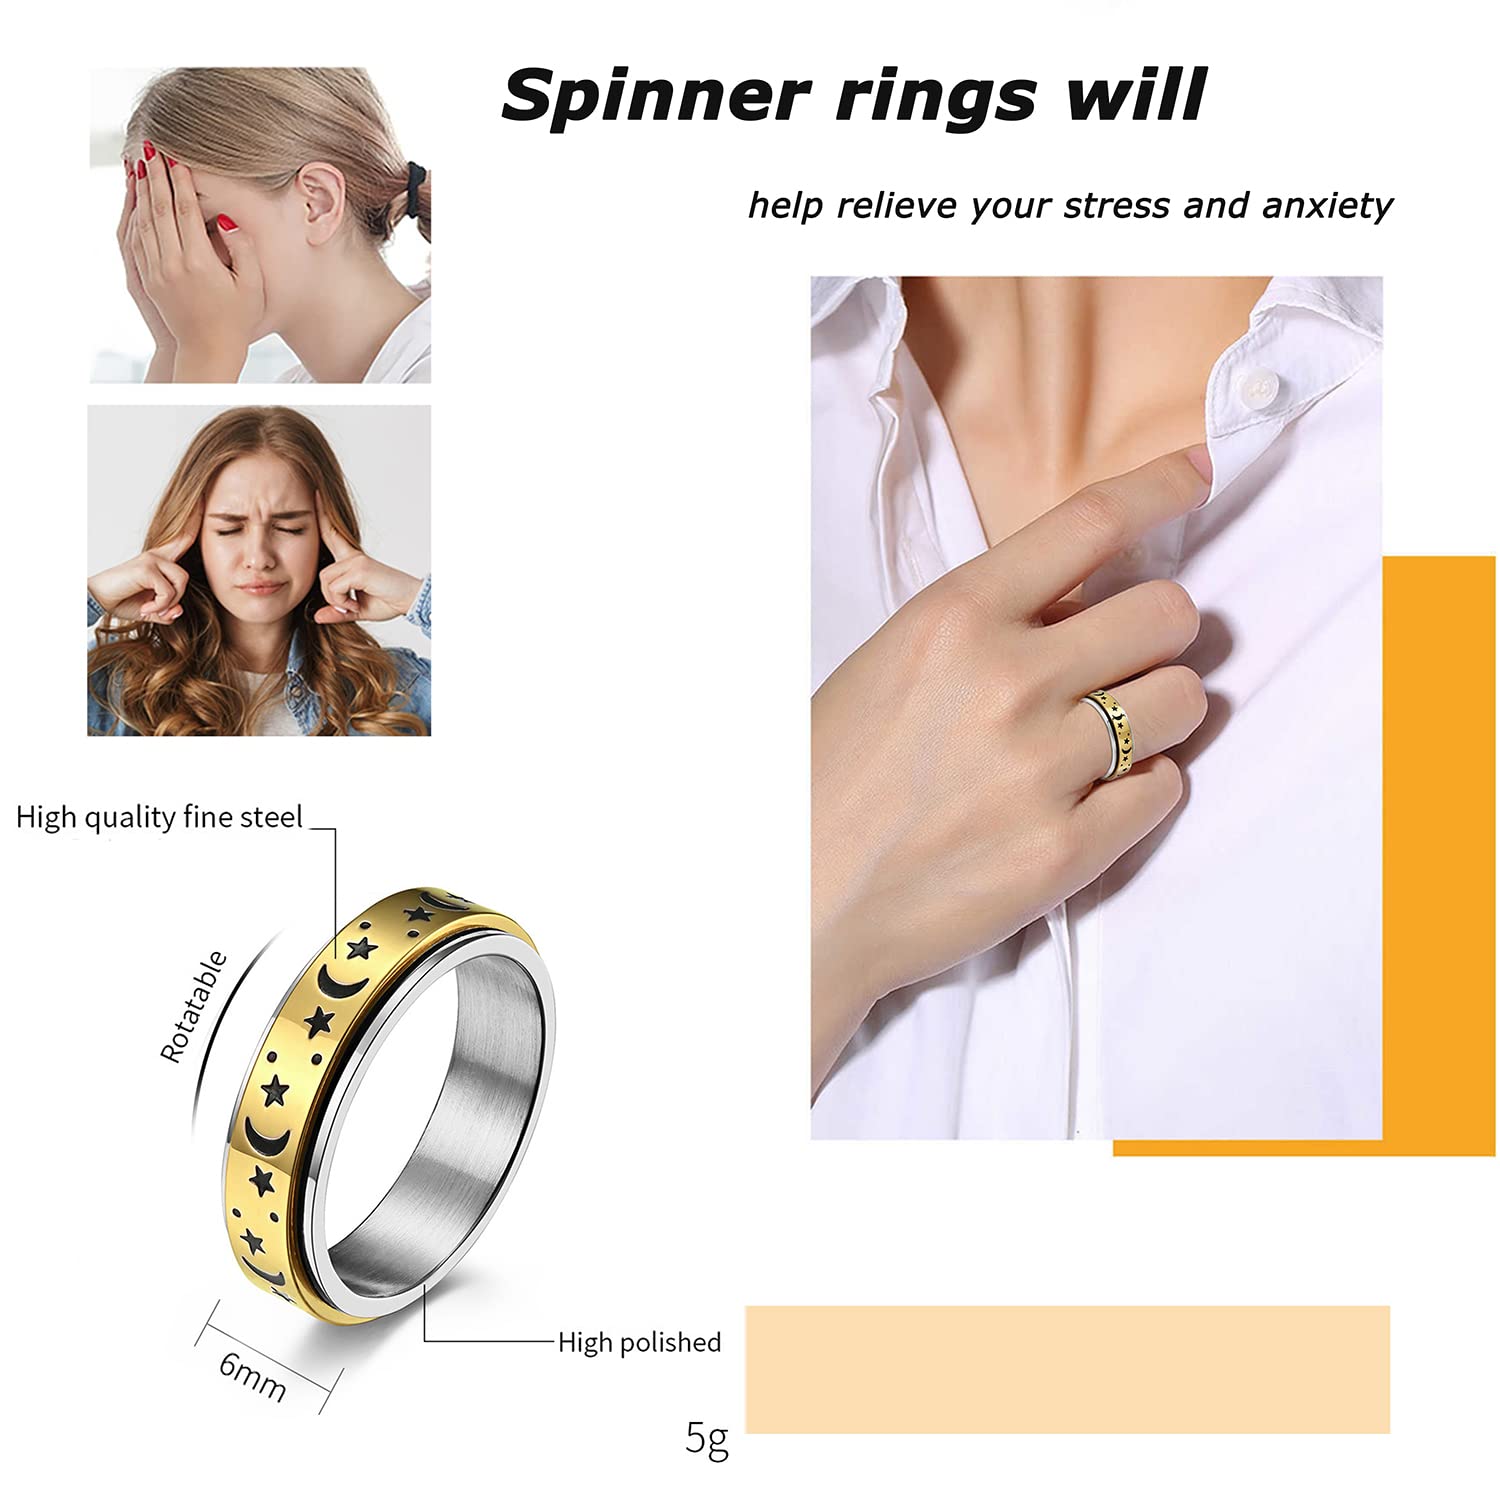 Spinner rings will
help relieve your stress and anxiety
High quality fine steel
Rotatable
6mm
High polished
5g